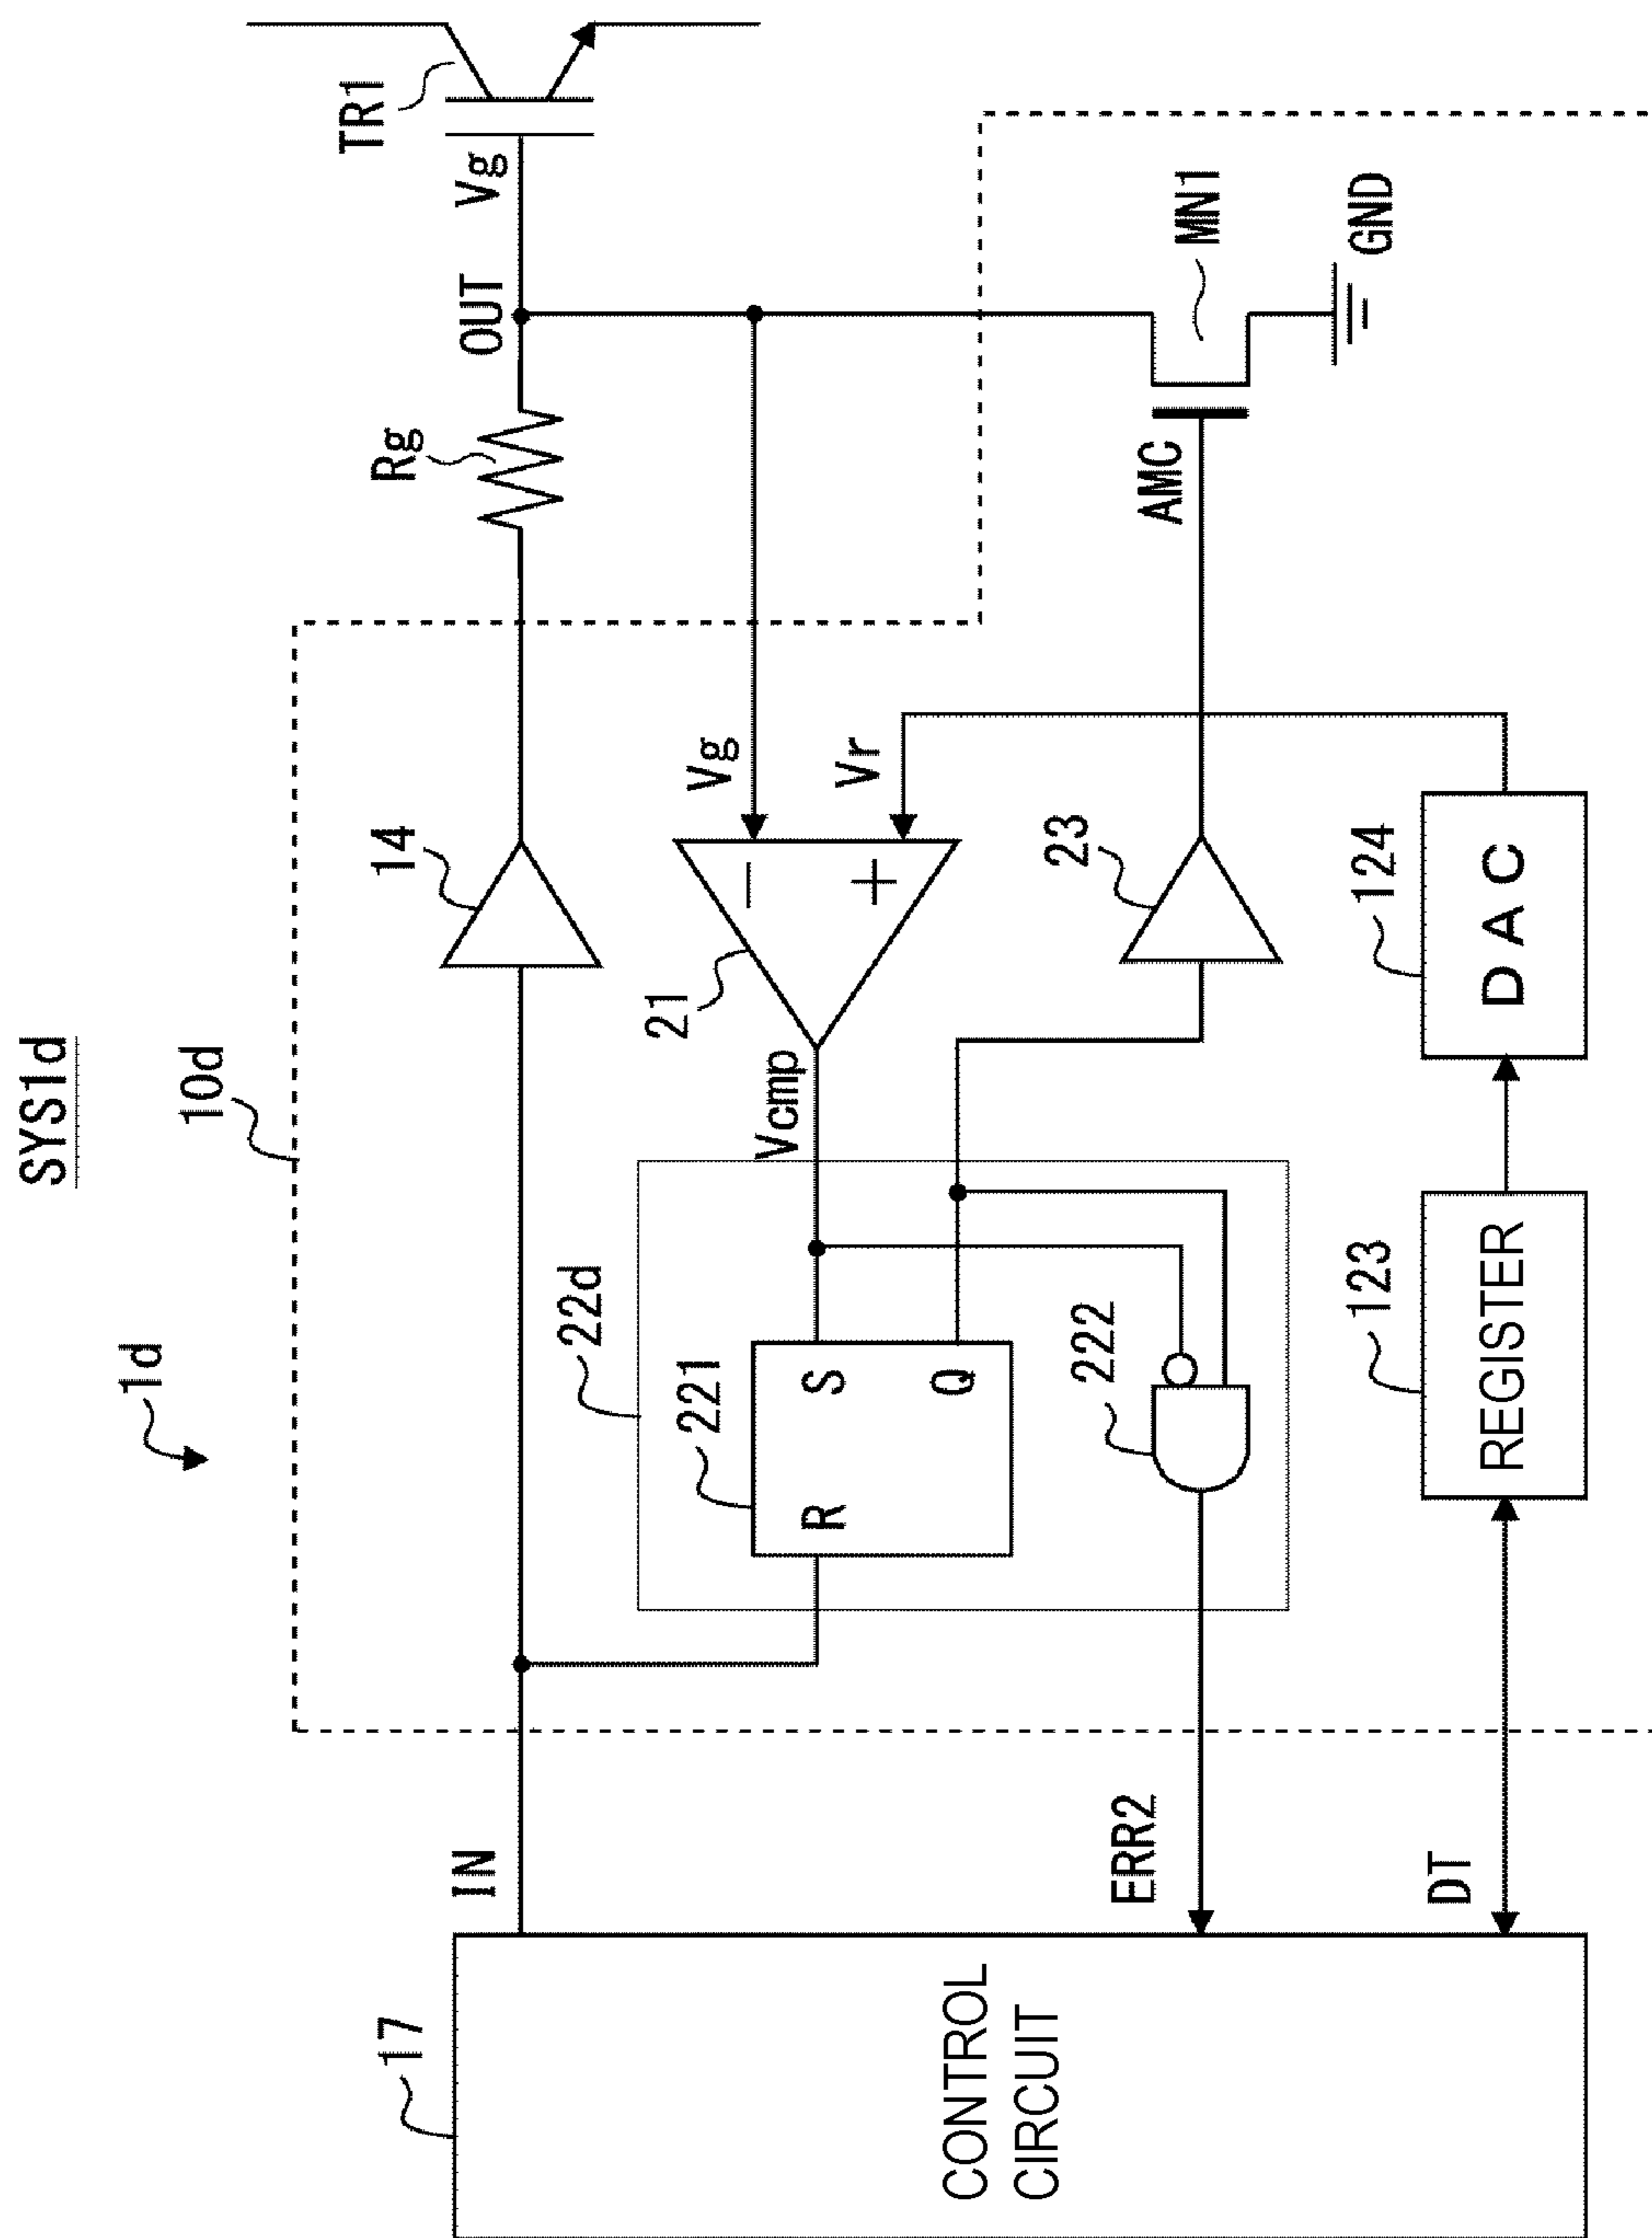 SYS1d
1d
10d
17
CONTROL
CIRCUIT
IN
14
Rg
OUT
Vg
TR1
22d
221
R
S
Q
Vcmp
21
−
+
Vg
Vr
222
ERR2
23
AMC
MN1
GND
DT
123
REGISTER
124
DAC